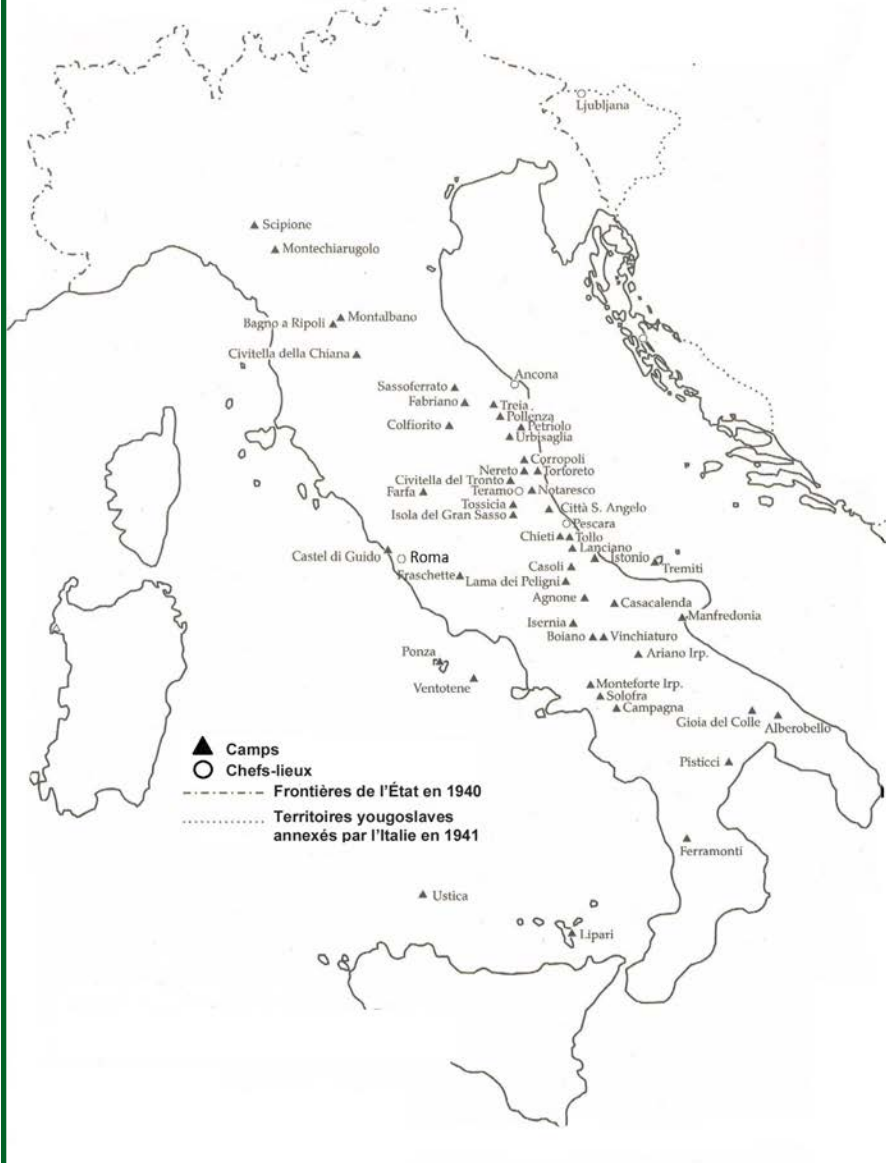 Ljubljana
Scipione
Montechiarugolo
Montalbano
Bagno a Ripoli
Civitella della Chiana
Ancona
Sassoferrato
Fabriano
Treia
Pollenza
Colfiorito
Petriolo
Urbisaglia
Corropoli
Nereto
Tortoreto
Civitella del Tronto
Farfa
Teramo
Notaresco
Tossicia
Città S. Angelo
Isola del Gran Sasso
Pescara
Chieti
Tollo
Lanciano
Castel di Guido
Roma
Istonio
Casoli
Tremiti
Fraschette
Lama dei Peligni
Agnone
Casacalenda
Manfredonia
Isernia
Boiano
Vinchiaturo
Ponza
Ariano Irp.
Ventotene
Monteforte Irp.
Solofra
Campagna
Gioia del Colle
Alberobello
Camps
Chefs-lieux
Pisticci
Frontières de l'État en 1940
Territoires yougoslaves
annexés par l'Italie en 1941
Ferramonti
Ustica
Lipari